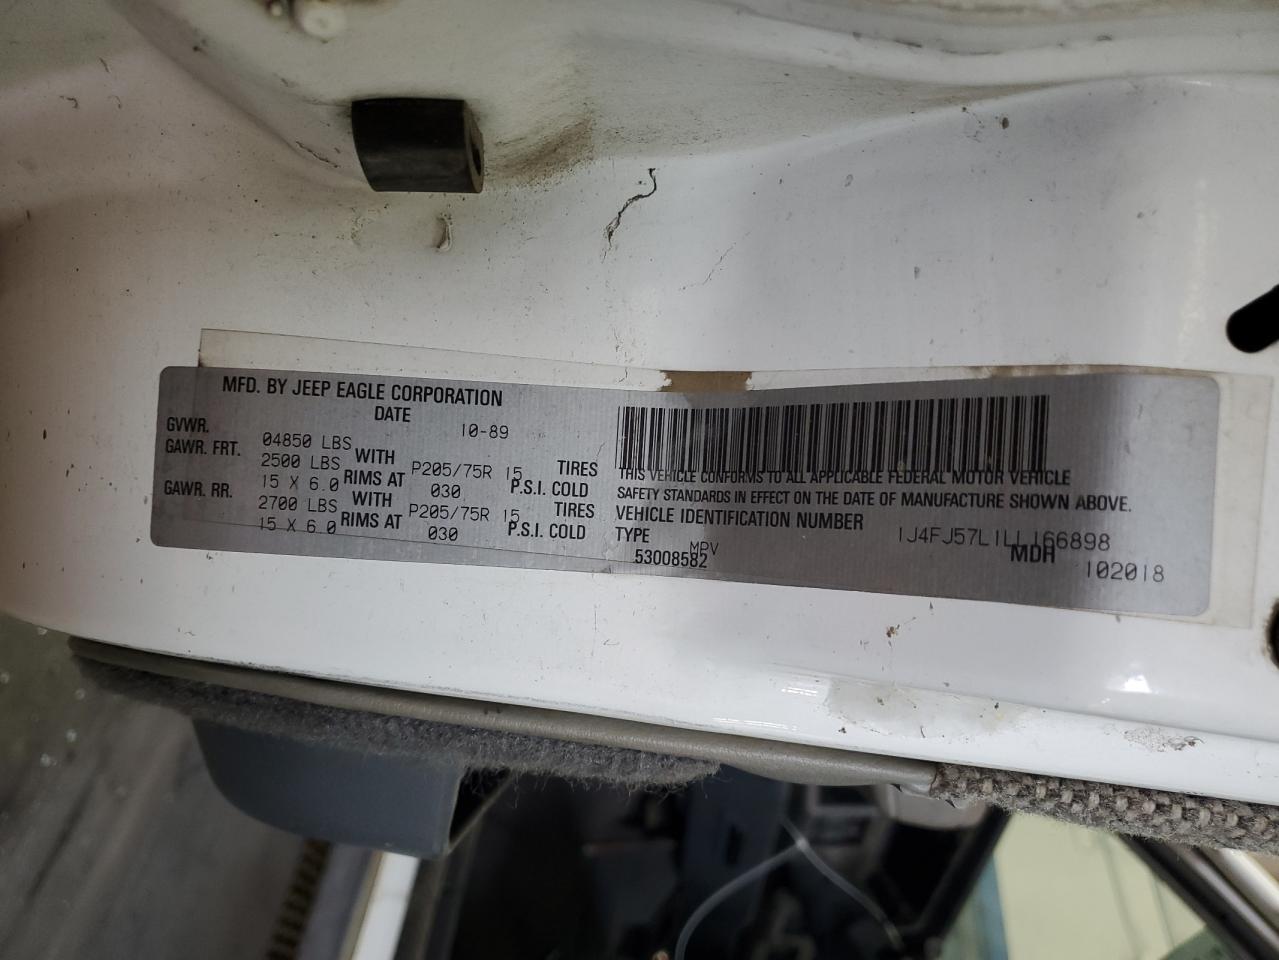 MFD. BY JEEP EAGLE CORPORATION
DATE 10-89
GVWR. 04850 LBS
GAWR. FRT. 2500 LBS WITH P205/75R 15 TIRES
15 X 6.0 RIMS AT 030 P.S.I. COLD
GAWR. RR. 2700 LBS WITH P205/75R 15 TIRES
15 X 6.0 RIMS AT 030 P.S.I. COLD
THIS VEHICLE CONFORMS TO ALL APPLICABLE FEDERAL MOTOR VEHICLE
SAFETY STANDARDS IN EFFECT ON THE DATE OF MANUFACTURE SHOWN ABOVE.
VEHICLE IDENTIFICATION NUMBER 1J4FJ57L1LL166898
TYPE MPV MDH 102018
53008582